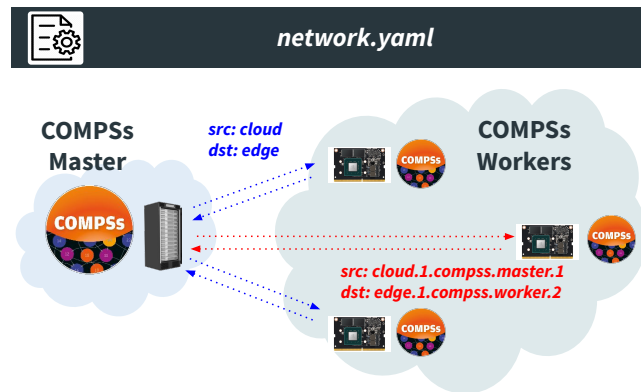 network.yaml
COMPSs
Master
src: cloud
dst: edge
COMPSs
Workers
COMPSs
COMPSs
COMPSs
src: cloud.1.compss.master.1
dst: edge.1.compss.worker.2
COMPSs